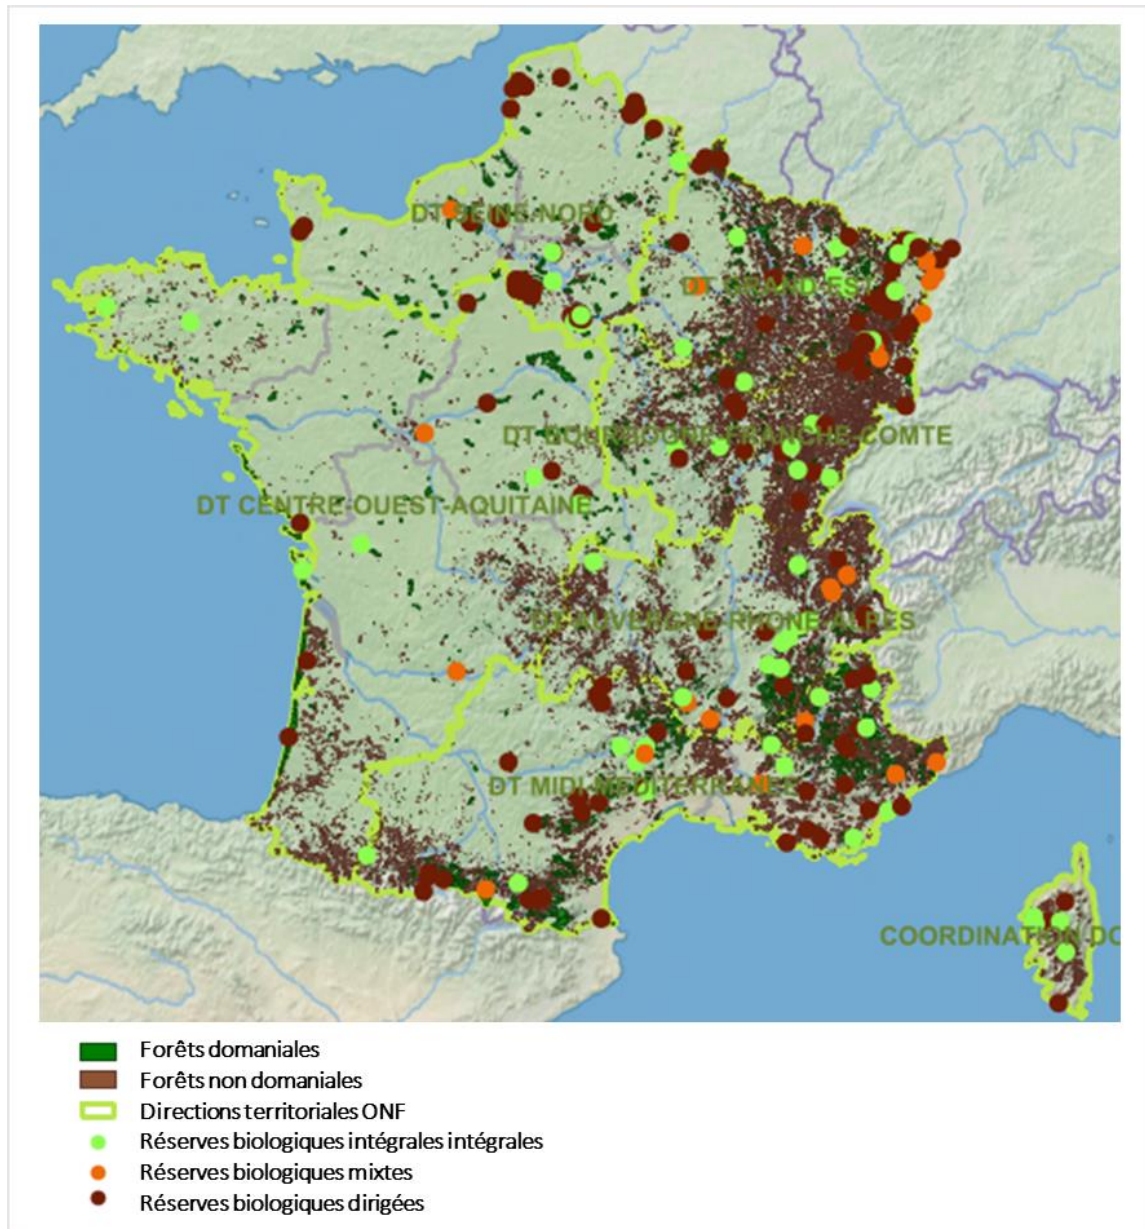 DT SEINE-NORD
DT GRAND-EST
DT BOURGOGNE-FRANCHE-COMTE
DT CENTRE-OUEST-AQUITAINE
DT AUVERGNE-RHONE-ALPES
DT MIDI-MEDITERRANEE
COORDINATION DO
Forêts domaniales
Forêts non domaniales
Directions territoriales ONF
Réserves biologiques intégrales intégrales
Réserves biologiques mixtes
Réserves biologiques dirigées